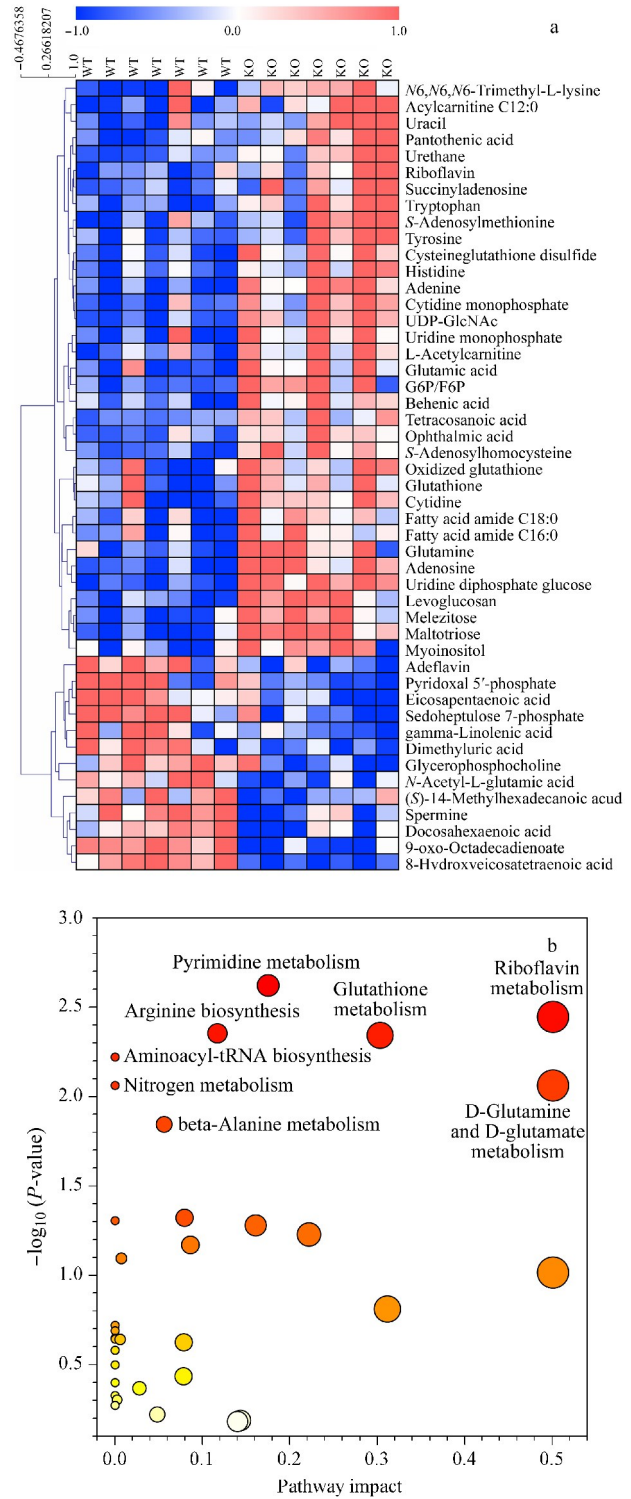 −1.0 0.0 1.0
a
−0.4676358
0.26618207
1.0
WT WT WT WT WT WT WT KO KO KO KO KO KO KO
N6,N6,N6-Trimethyl-L-lysine
Acylcarnitine C12:0
Uracil
Pantothenic acid
Urethane
Riboflavin
Succinyladenosine
Tryptophan
S-Adenosylmethionine
Tyrosine
Cysteineglutathione disulfide
Histidine
Adenine
Cytidine monophosphate
UDP-GlcNAc
Uridine monophosphate
L-Acetylcarnitine
Glutamic acid
G6P/F6P
Behenic acid
Tetracosanoic acid
Ophthalmic acid
S-Adenosylhomocysteine
Oxidized glutathione
Glutathione
Cytidine
Fatty acid amide C18:0
Fatty acid amide C16:0
Glutamine
Adenosine
Uridine diphosphate glucose
Levoglucosan
Melezitose
Maltotriose
Myoinositol
Adeflavin
Pyridoxal 5′-phosphate
Eicosapentaenoic acid
Sedoheptulose 7-phosphate
gamma-Linolenic acid
Dimethyluric acid
Glycerophosphocholine
N-Acetyl-L-glutamic acid
(S)-14-Methylhexadecanoic acud
Spermine
Docosahexaenoic acid
9-oxo-Octadecadienoate
8-Hydroxyeicosatetraenoic acid
3.0
b
Pyrimidine metabolism
Riboflavin
metabolism
Glutathione
metabolism
2.5
Arginine biosynthesis
Aminoacyl-tRNA biosynthesis
Nitrogen metabolism
2.0
D-Glutamine
and D-glutamate
metabolism
beta-Alanine metabolism
−log10 (P-value)
1.5
1.0
0.5
0.0 0.1 0.2 0.3 0.4 0.5
Pathway impact